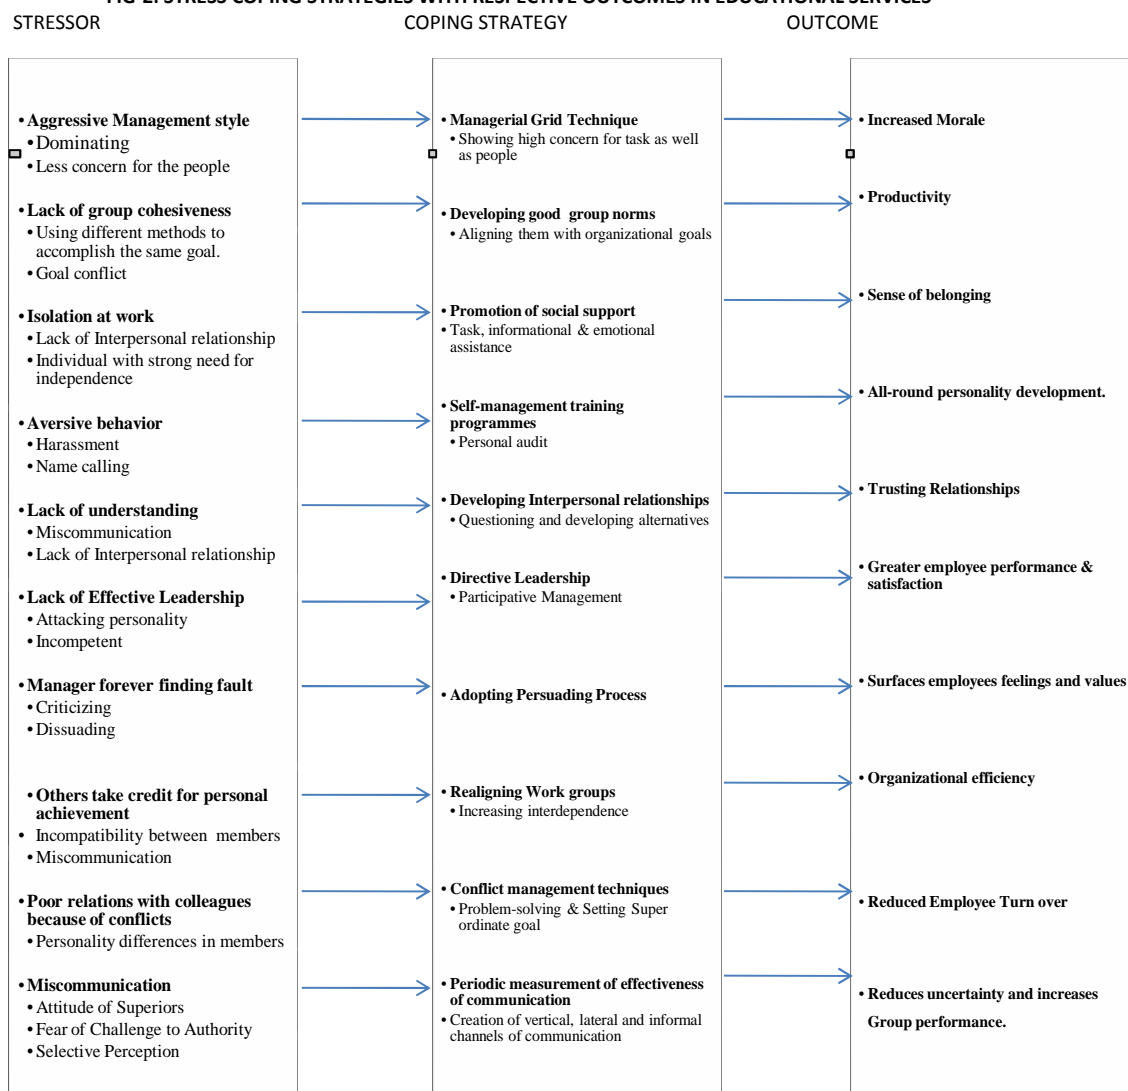 FIG 2: STRESS COPING STRATEGIES WITH RESPECTIVE OUTCOMES IN EDUCATIONAL SERVICES
STRESSOR
COPING STRATEGY
OUTCOME
• Aggressive Management style
• Dominating
• Less concern for the people
• Lack of group cohesiveness
• Using different methods to
accomplish the same goal.
• Goal conflict
• Isolation at work
• Lack of Interpersonal relationship
• Individual with strong need for
independence
• Aversive behavior
• Harassment
• Name calling
• Lack of understanding
• Miscommunication
• Lack of Interpersonal relationship
• Lack of Effective Leadership
• Attacking personality
• Incompetent
• Manager forever finding fault
• Criticizing
• Dissuading
• Others take credit for personal
achievement
• Incompatibility between members
• Miscommunication
• Poor relations with colleagues
because of conflicts
• Personality differences in members
• Miscommunication
• Attitude of Superiors
• Fear of Challenge to Authority
• Selective Perception
• Managerial Grid Technique
• Showing high concern for task as well
as people
• Developing good group norms
• Aligning them with organizational goals
• Promotion of social support
• Task, informational & emotional
assistance
• Self-management training
programmes
• Personal audit
• Developing Interpersonal relationships
• Questioning and developing alternatives
• Directive Leadership
• Participative Management
• Adopting Persuading Process
• Realigning Work groups
• Increasing interdependence
• Conflict management techniques
• Problem-solving & Setting Super
ordinate goal
• Periodic measurement of effectiveness
of communication
• Creation of vertical, lateral and informal
channels of communication
• Increased Morale
• Productivity
• Sense of belonging
• All-round personality development.
• Trusting Relationships
• Greater employee performance &
satisfaction
• Surfaces employees feelings and values
• Organizational efficiency
• Reduced Employee Turn over
• Reduces uncertainty and increases
Group performance.